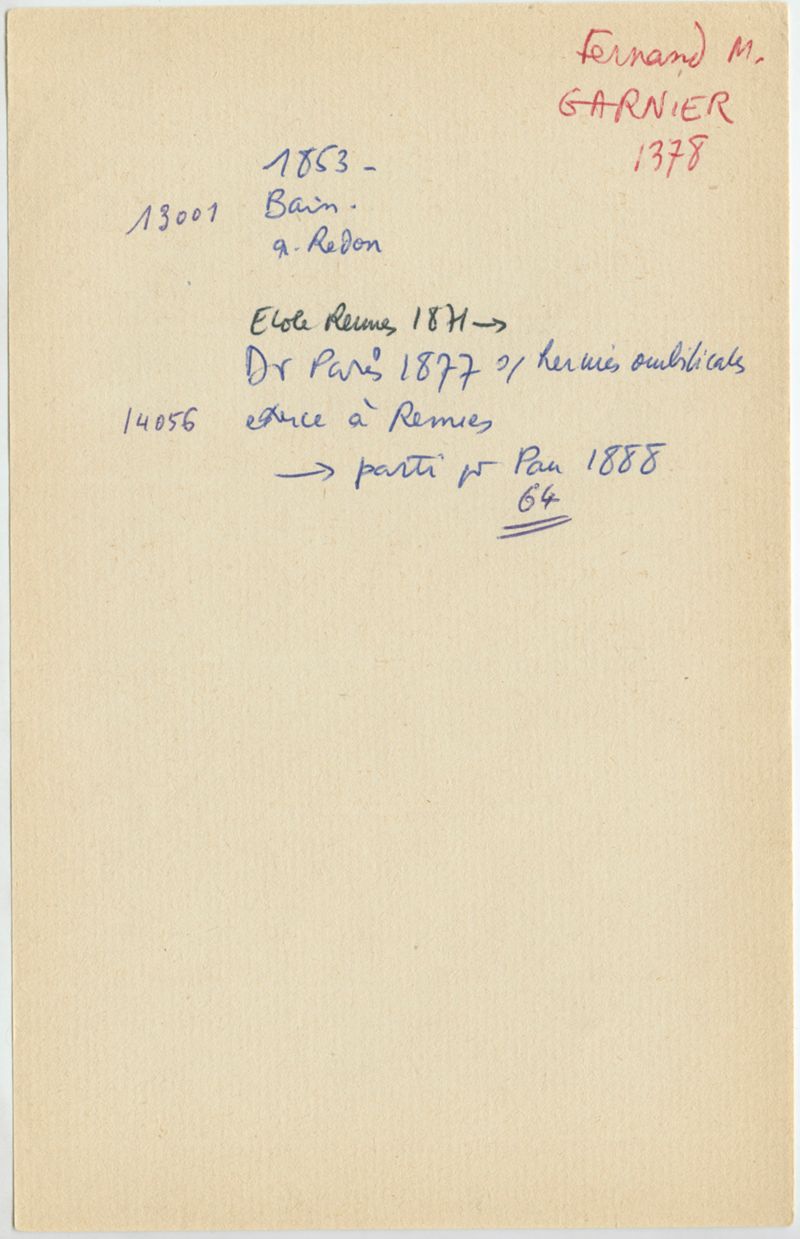 Fernand M.
GARNIER
1378
1853 -
13001 Bain.
a. Redon
Ecole Rennes 1871 →
Dr Paris 1877 s/ hernies ombilicales
14056 exerce à Rennes
→ parti pr Pau 1888
64